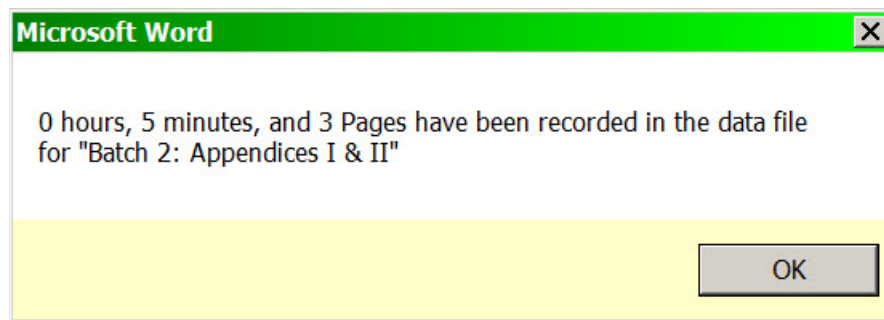 Microsoft Word
0 hours, 5 minutes, and 3 Pages have been recorded in the data file
for "Batch 2: Appendices I & II"
OK